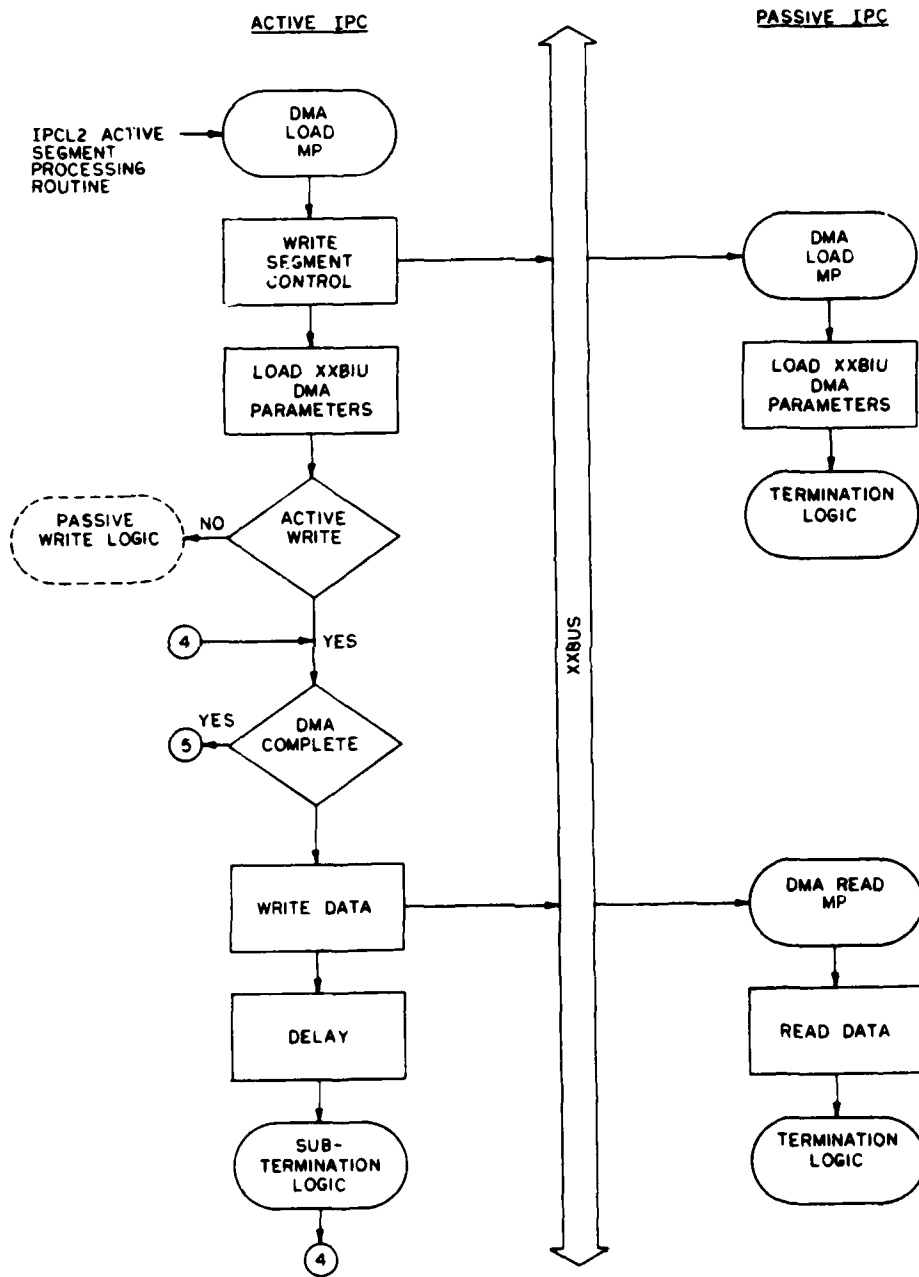 ACTIVE IPC
PASSIVE IPC
DMA
LOAD
MP
IPCL2 ACTIVE
SEGMENT
PROCESSING
ROUTINE
WRITE
SEGMENT
CONTROL
DMA
LOAD
MP
LOAD XXBIU
DMA
PARAMETERS
LOAD XXBIU
DMA
PARAMETERS
PASSIVE
WRITE LOGIC
NO
ACTIVE
WRITE
TERMINATION
LOGIC
4
YES
XXBUS
YES
5
DMA
COMPLETE
WRITE DATA
DMA READ
MP
DELAY
READ DATA
SUB-
TERMINATION
LOGIC
TERMINATION
LOGIC
4